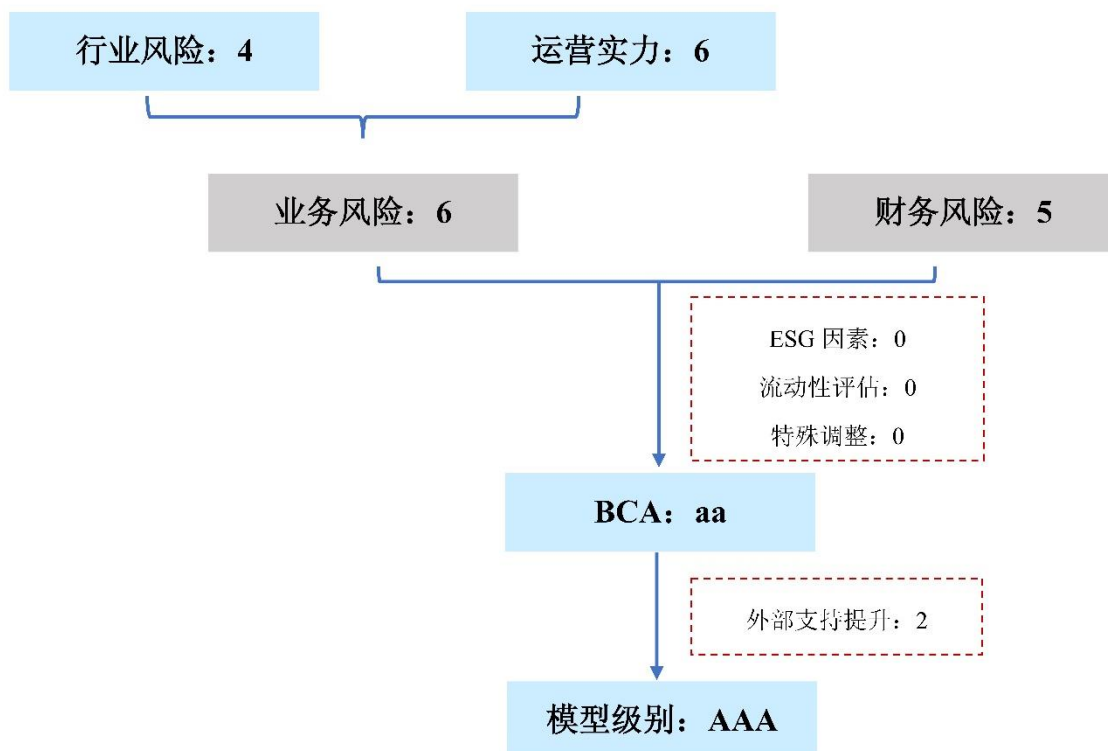 行业风险：4
运营实力：6
业务风险：6
财务风险：5
ESG 因素：0
流动性评估：0
特殊调整：0
BCA：aa
外部支持提升：2
模型级别：AAA